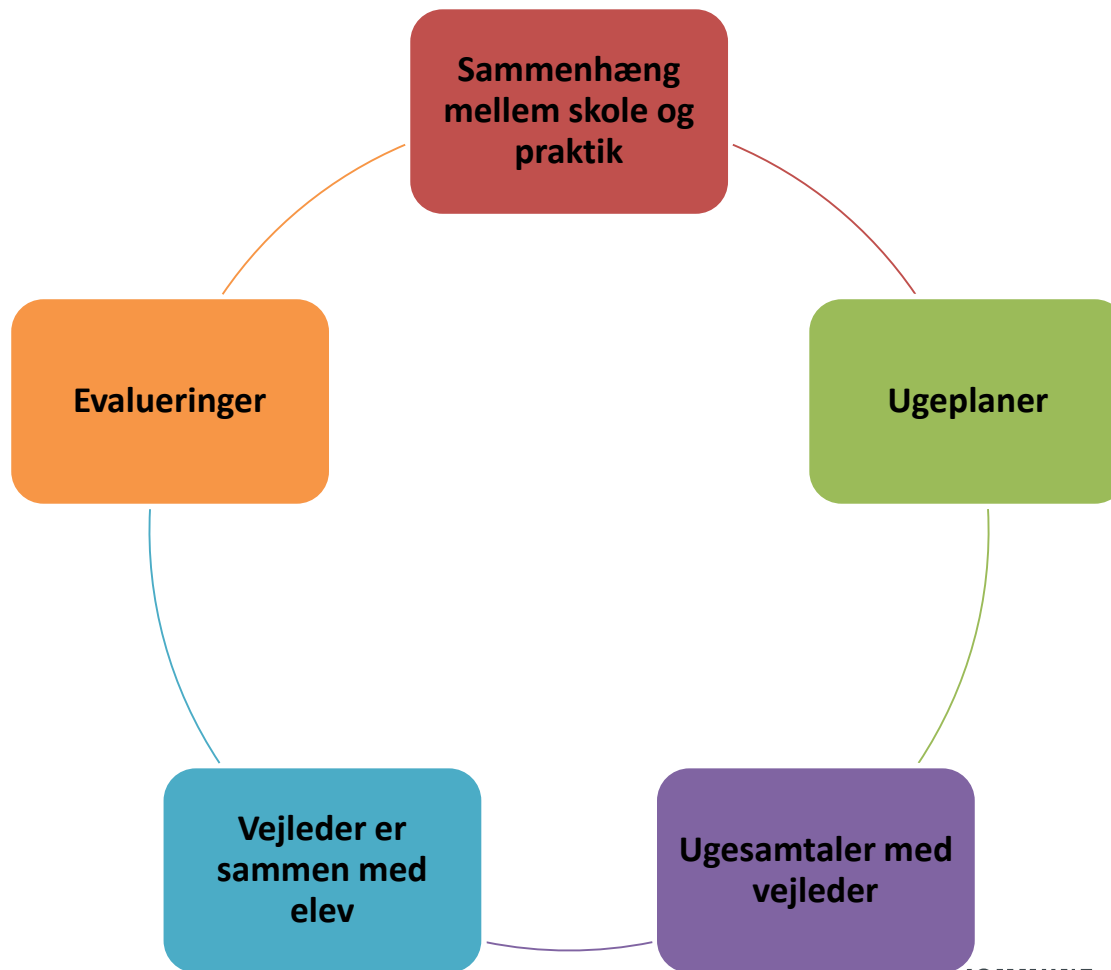 Sammenhæng
mellem skole og
praktik
Evalueringer
Ugeplaner
Vejleder er
sammen med
elev
Ugesamtaler med
vejleder